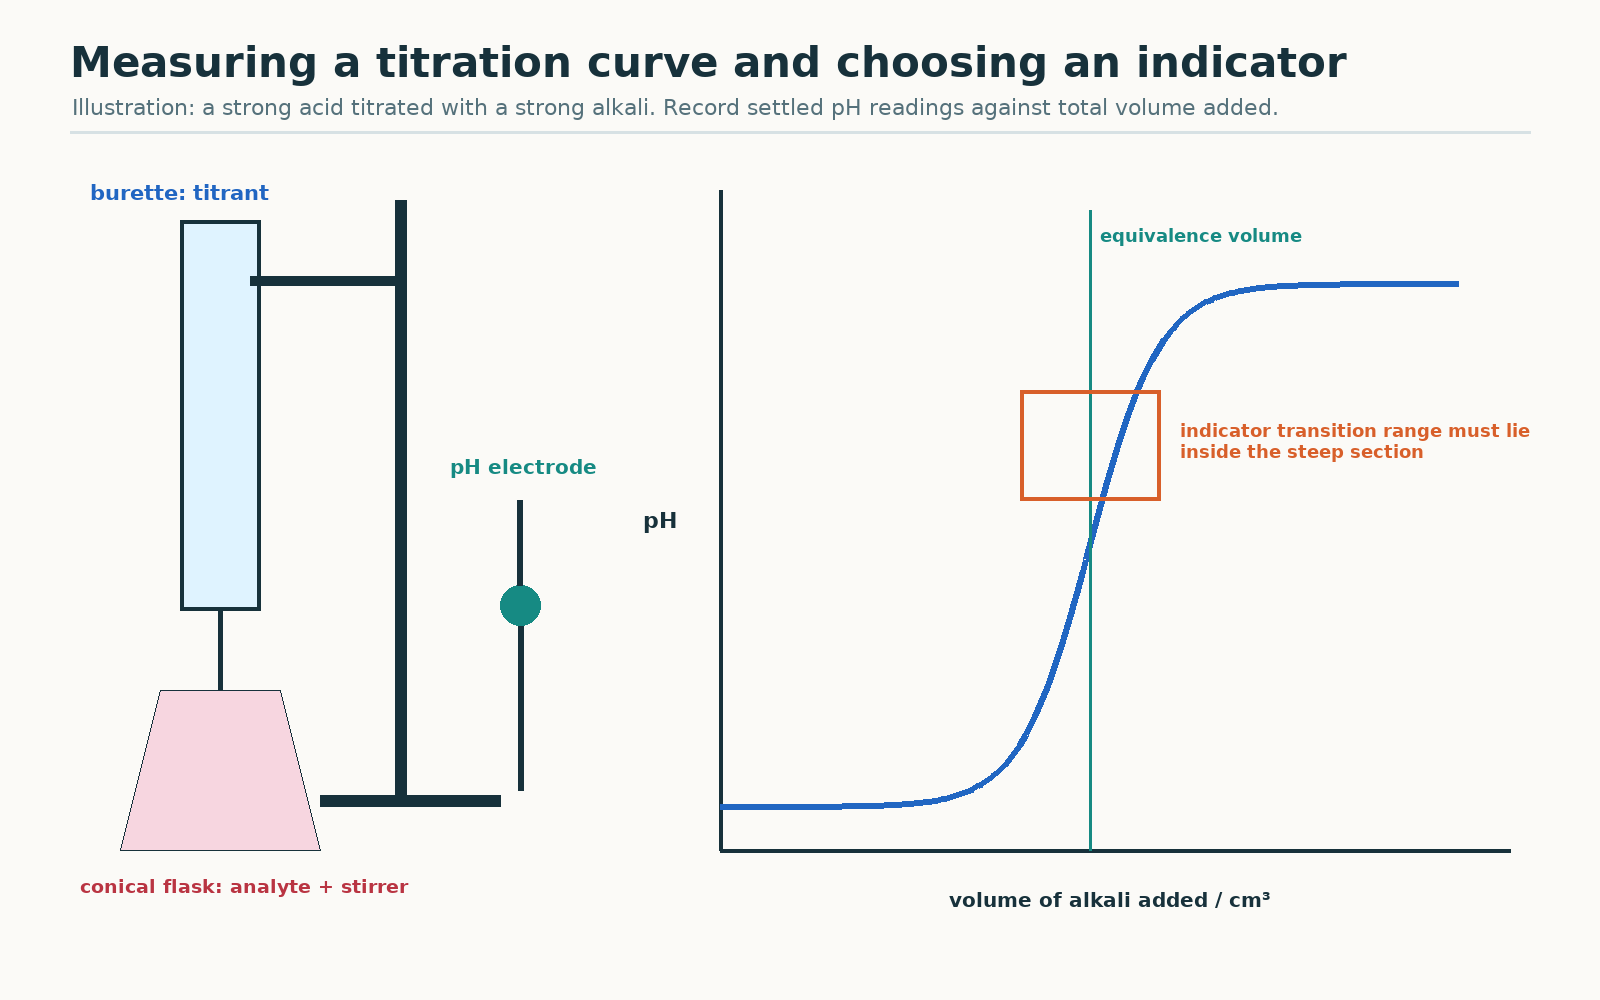 Measuring a titration curve and choosing an indicator
Illustration: a strong acid titrated with a strong alkali. Record settled pH readings against total volume added.
burette: titrant
pH electrode
conical flask: analyte + stirrer
pH
equivalence volume
indicator transition range must lie
inside the steep section
volume of alkali added / cm³